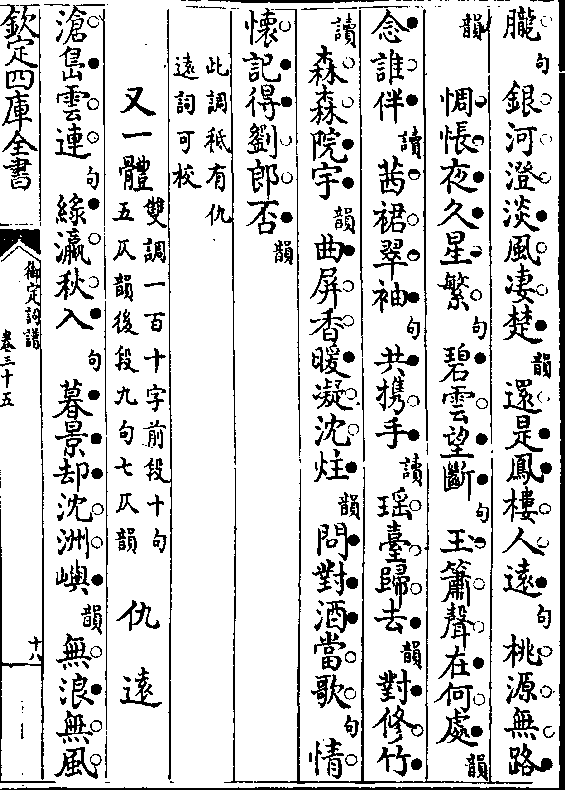 朧句銀河澄淡風凄楚韻還是鳳樓人遠句桃源無路
韻惆悵夜久星繁句碧雲望斷句玉簫聲在何處韻
念誰伴讀茜裙翠袖句共攜手讀瑶臺歸去韻對修竹
讀森森院宇韻曲屏香暖凝沈炷韻問對酒當歌句情
懷記得劉郎否韻
此調秪有仇
遠詞可校
又一體雙調一百十字前段十句
五仄韻後段九句七仄韻仇遠
滄島雲連句緑瀛秋入句暮景却沈洲嶼韻無浪無風
欽定四庫全書
御定詞譜
卷三十五
十八